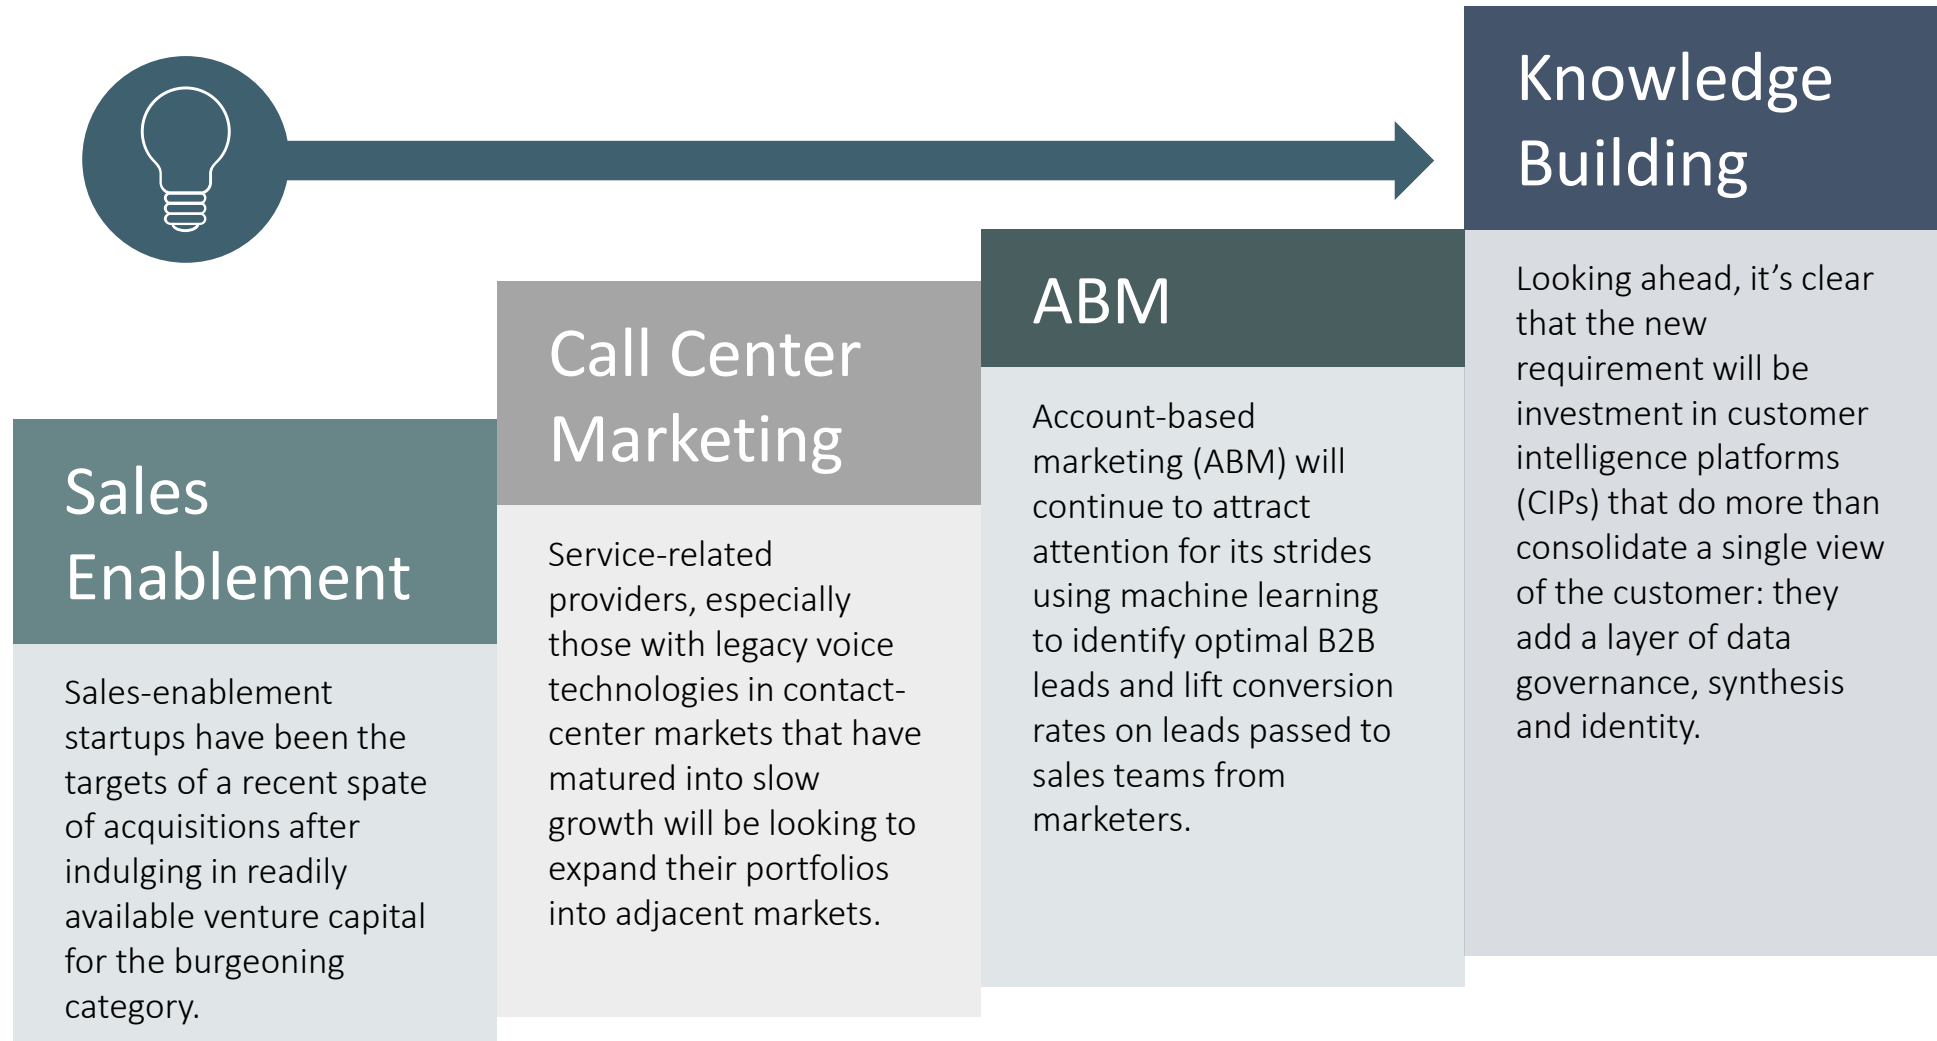 Knowledge
Building
Looking ahead, it’s clear
that the new
requirement will be
investment in customer
intelligence platforms
(CIPs) that do more than
consolidate a single view
of the customer: they
add a layer of data
governance, synthesis
and identity.
ABM
Account-based
marketing (ABM) will
continue to attract
attention for its strides
using machine learning
to identify optimal B2B
leads and lift conversion
rates on leads passed to
sales teams from
marketers.
Call Center
Marketing
Service-related
providers, especially
those with legacy voice
technologies in contact-
center markets that have
matured into slow
growth will be looking to
expand their portfolios
into adjacent markets.
Sales
Enablement
Sales-enablement
startups have been the
targets of a recent spate
of acquisitions after
indulging in readily
available venture capital
for the burgeoning
category.